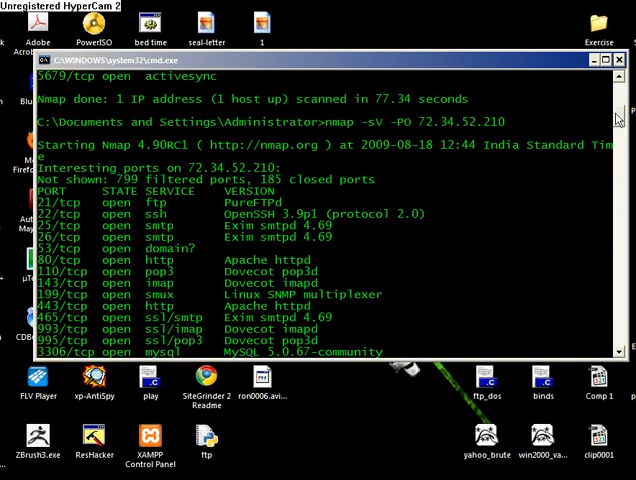 Unregistered HyperCam 2
Adobe
Acro
PowerISO
bed time
seal-letter
1
Exercise
C:\WINDOWS\system32\cmd.exe
5679/tcp open activesync
Nmap done: 1 IP address (1 host up) scanned in 77.34 seconds
C:\Documents and Settings\Administrator>nmap -sV -PO 72.34.52.210
Starting Nmap 4.90RC1 ( http://nmap.org ) at 2009-08-18 12:44 India Standard Tim
e
Interesting ports on 72.34.52.210:
Not shown: 799 filtered ports, 185 closed ports
PORT STATE SERVICE VERSION
21/tcp open ftp PureFTPd
22/tcp open ssh OpenSSH 3.9p1 (protocol 2.0)
25/tcp open smtp Exim smtpd 4.69
26/tcp open smtp Exim smtpd 4.69
53/tcp open domain?
80/tcp open http Apache httpd
110/tcp open pop3 Dovecot pop3d
143/tcp open imap Dovecot imapd
199/tcp open smux Linux SNMP multiplexer
443/tcp open http Apache httpd
465/tcp open ssl/smtp Exim smtpd 4.69
993/tcp open ssl/imap Dovecot imapd
995/tcp open ssl/pop3 Dovecot pop3d
3306/tcp open mysql MySQL 5.0.67-community
FLV Player
xp-AntiSpy
play
SiteGrinder 2
Readme
ron0006.avi...
ftp_dos
binds
Comp 1
ZBrush3.exe
ResHacker
XAMPP
Control Panel
ftp
yahoo_brute
win2000_va...
clip0001